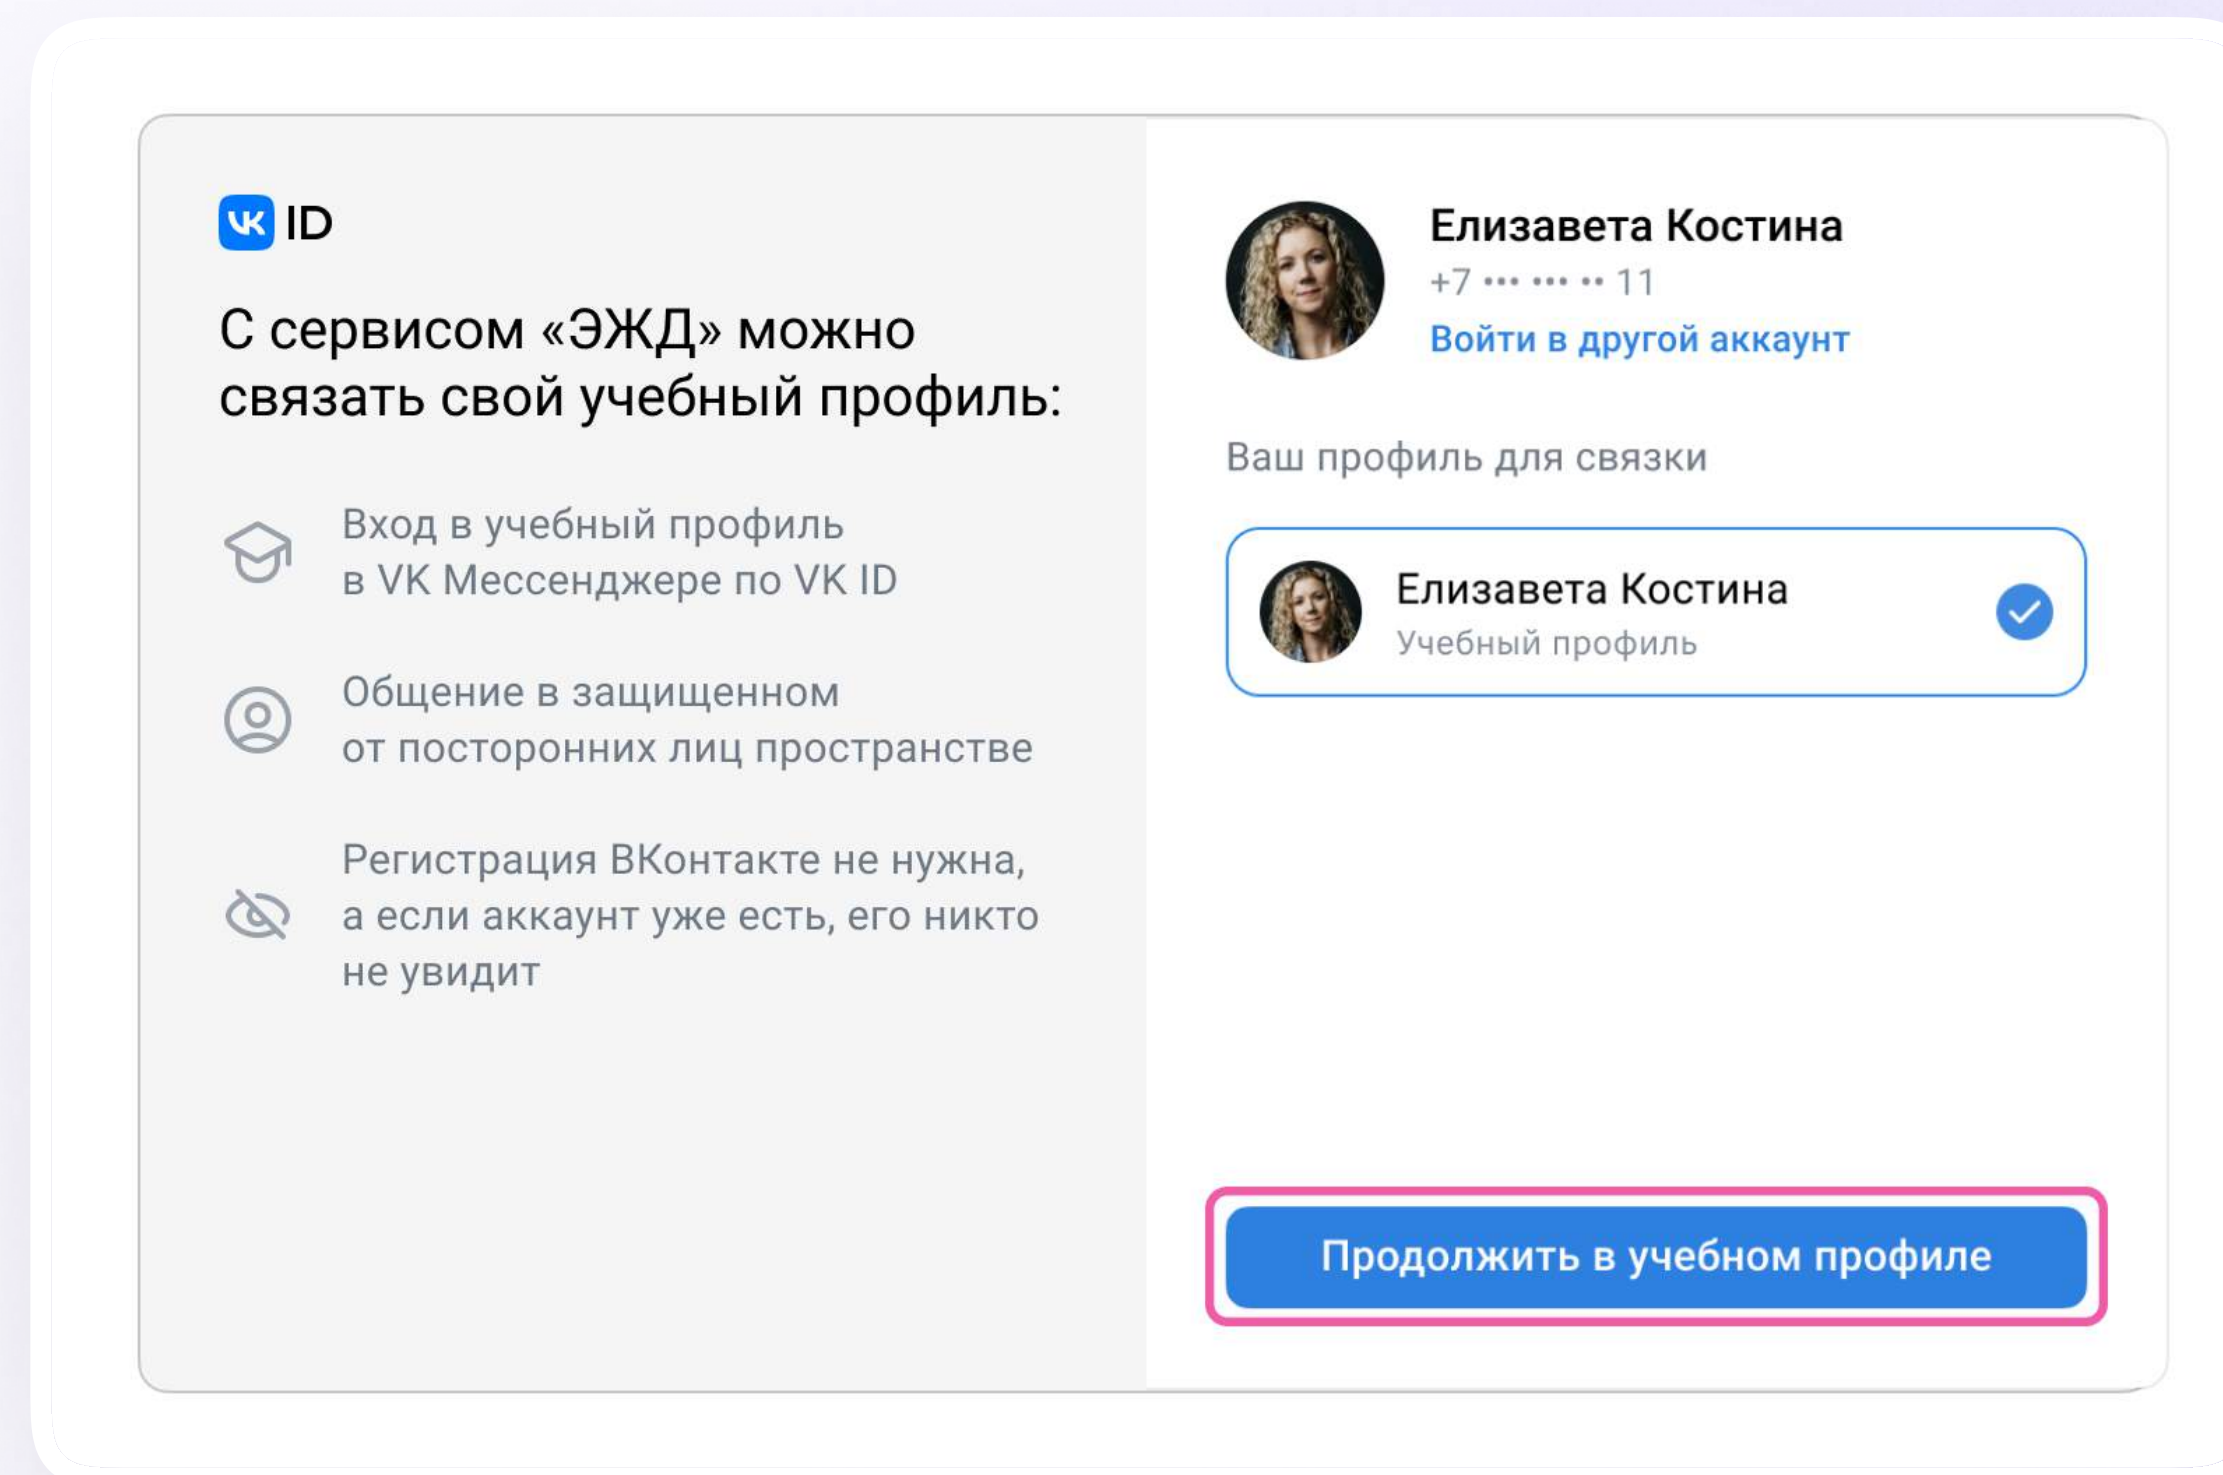 VK ID
С сервисом «ЭЖД» можно
связать свой учебный профиль:
Вход в учебный профиль
в VK Мессенджере по VK ID
Общение в защищенном
от посторонних лиц пространстве
Регистрация ВКонтакте не нужна,
а если аккаунт уже есть, его никто
не увидит
Елизавета Костина
+7 ••• ••• •• 11
Войти в другой аккаунт
Ваш профиль для связки
Елизавета Костина
Учебный профиль
Продолжить в учебном профиле